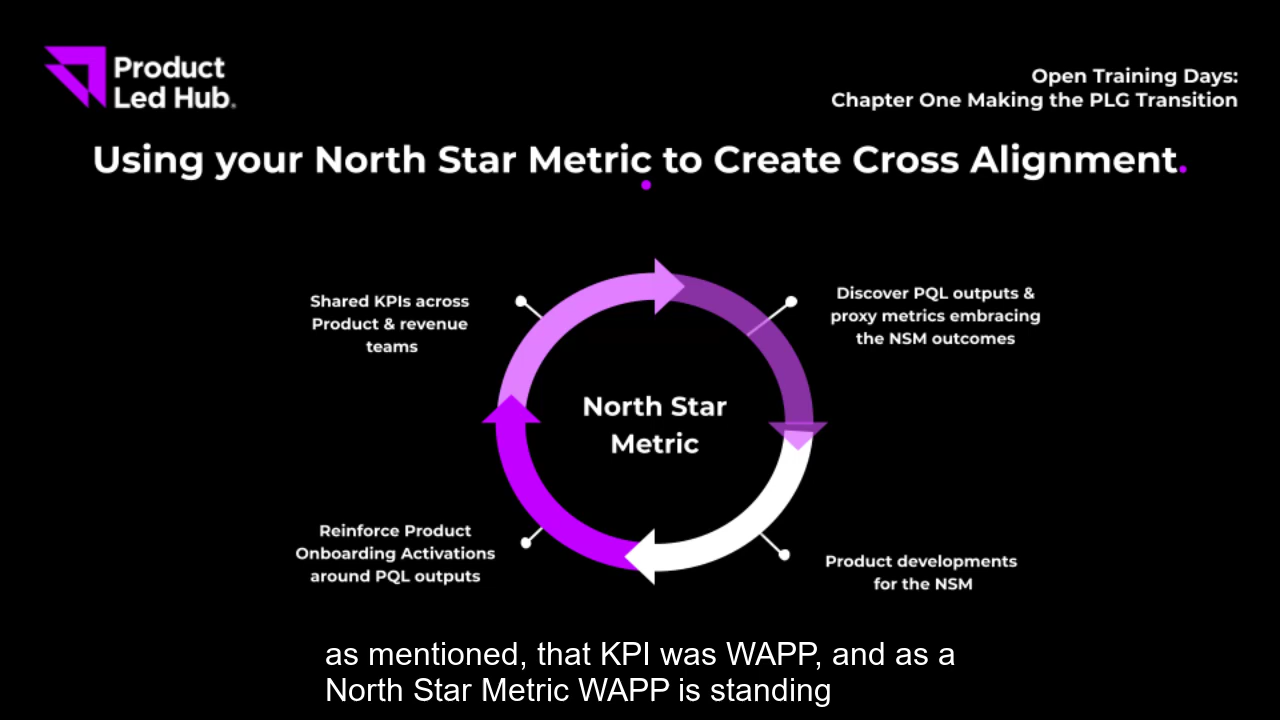 Product
Led Hub.
Open Training Days:
Chapter One Making the PLG Transition
Using your North Star Metric to Create Cross Alignment.
Shared KPIs across
Product & revenue
teams
Discover PQL outputs &
proxy metrics embracing
the NSM outcomes
North Star
Metric
Reinforce Product
Onboarding Activations
around PQL outputs
Product developments
for the NSM
as mentioned, that KPI was WAPP, and as a
North Star Metric WAPP is standing